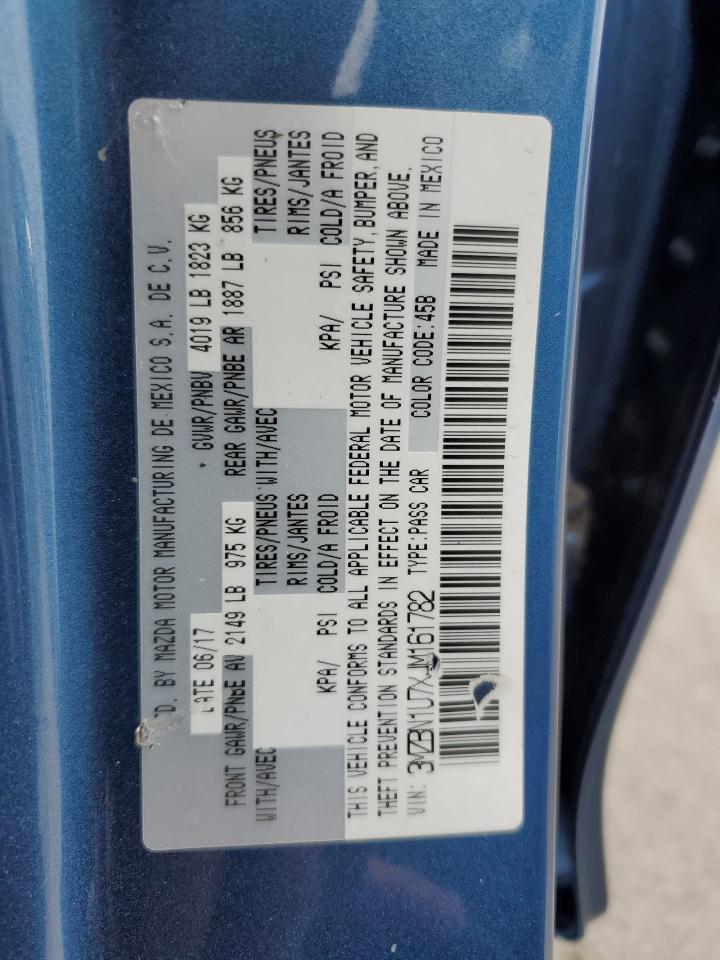 BY MAZDA MOTOR MANUFACTURING DE MEXICO S.A. DE C.V.
DATE 06/17 GVWR/PNBV 4019 LB 1823 KG
FRONT GAWR/PNBE AV 2149 LB 975 KG REAR GAWR/PNBE AR 1887 LB 856 KG
WITH/AVEC TIRES/PNEUS WITH/AVEC TIRES/PNEUS
RIMS/JANTES RIMS/JANTES
KPA/ PSI COLD/A FROID KPA/ PSI COLD/A FROID
THIS VEHICLE CONFORMS TO ALL APPLICABLE FEDERAL MOTOR VEHICLE SAFETY, BUMPER, AND
THEFT PREVENTION STANDARDS IN EFFECT ON THE DATE OF MANUFACTURE SHOWN ABOVE.
VIN: 3MZBN1U7XJM161782 TYPE:PASS CAR COLOR CODE:45B MADE IN MEXICO